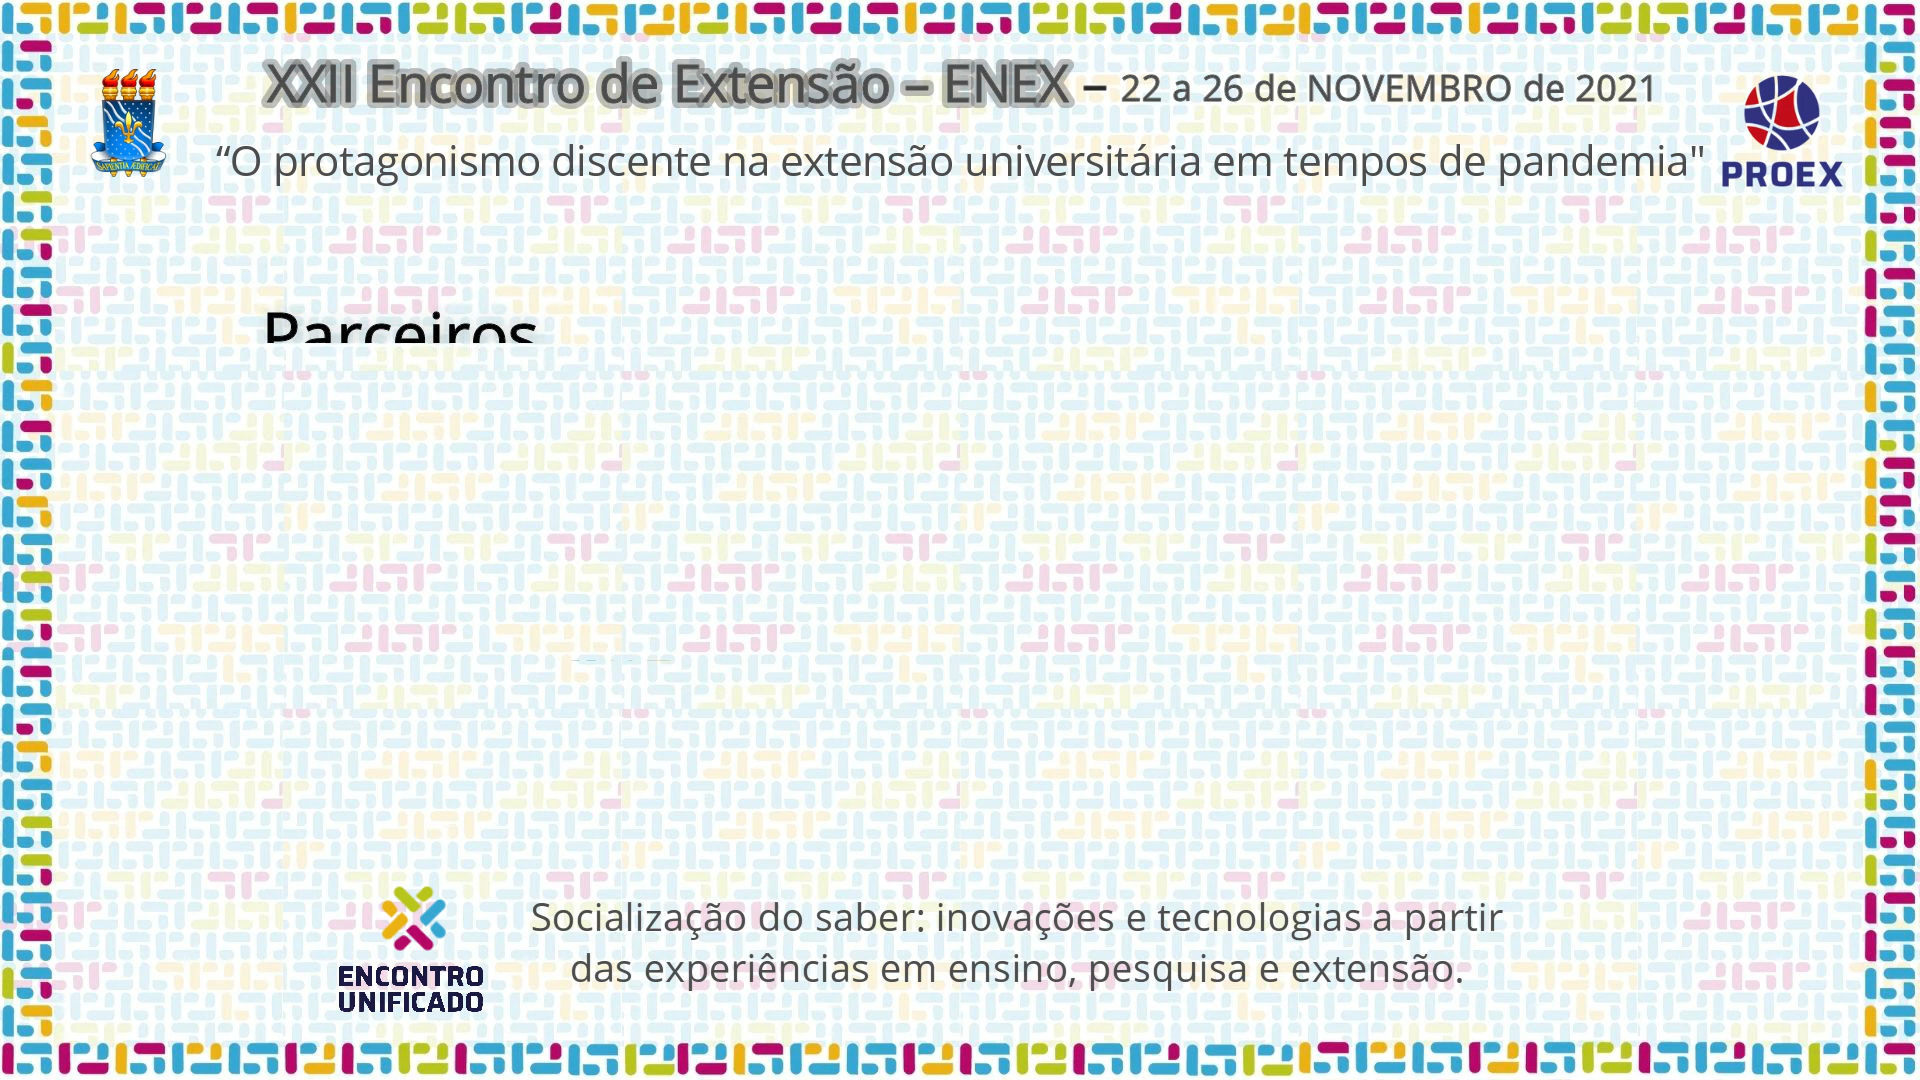 XXII Encontro de Extensão – ENEX – 22 a 26 de NOVEMBRO de 2021
“O protagonismo discente na extensão universitária em tempos de pandemia"
PROEX
Parceiros
ENCONTRO
UNIFICADO
Socialização do saber: inovações e tecnologias a partir
das experiências em ensino, pesquisa e extensão.